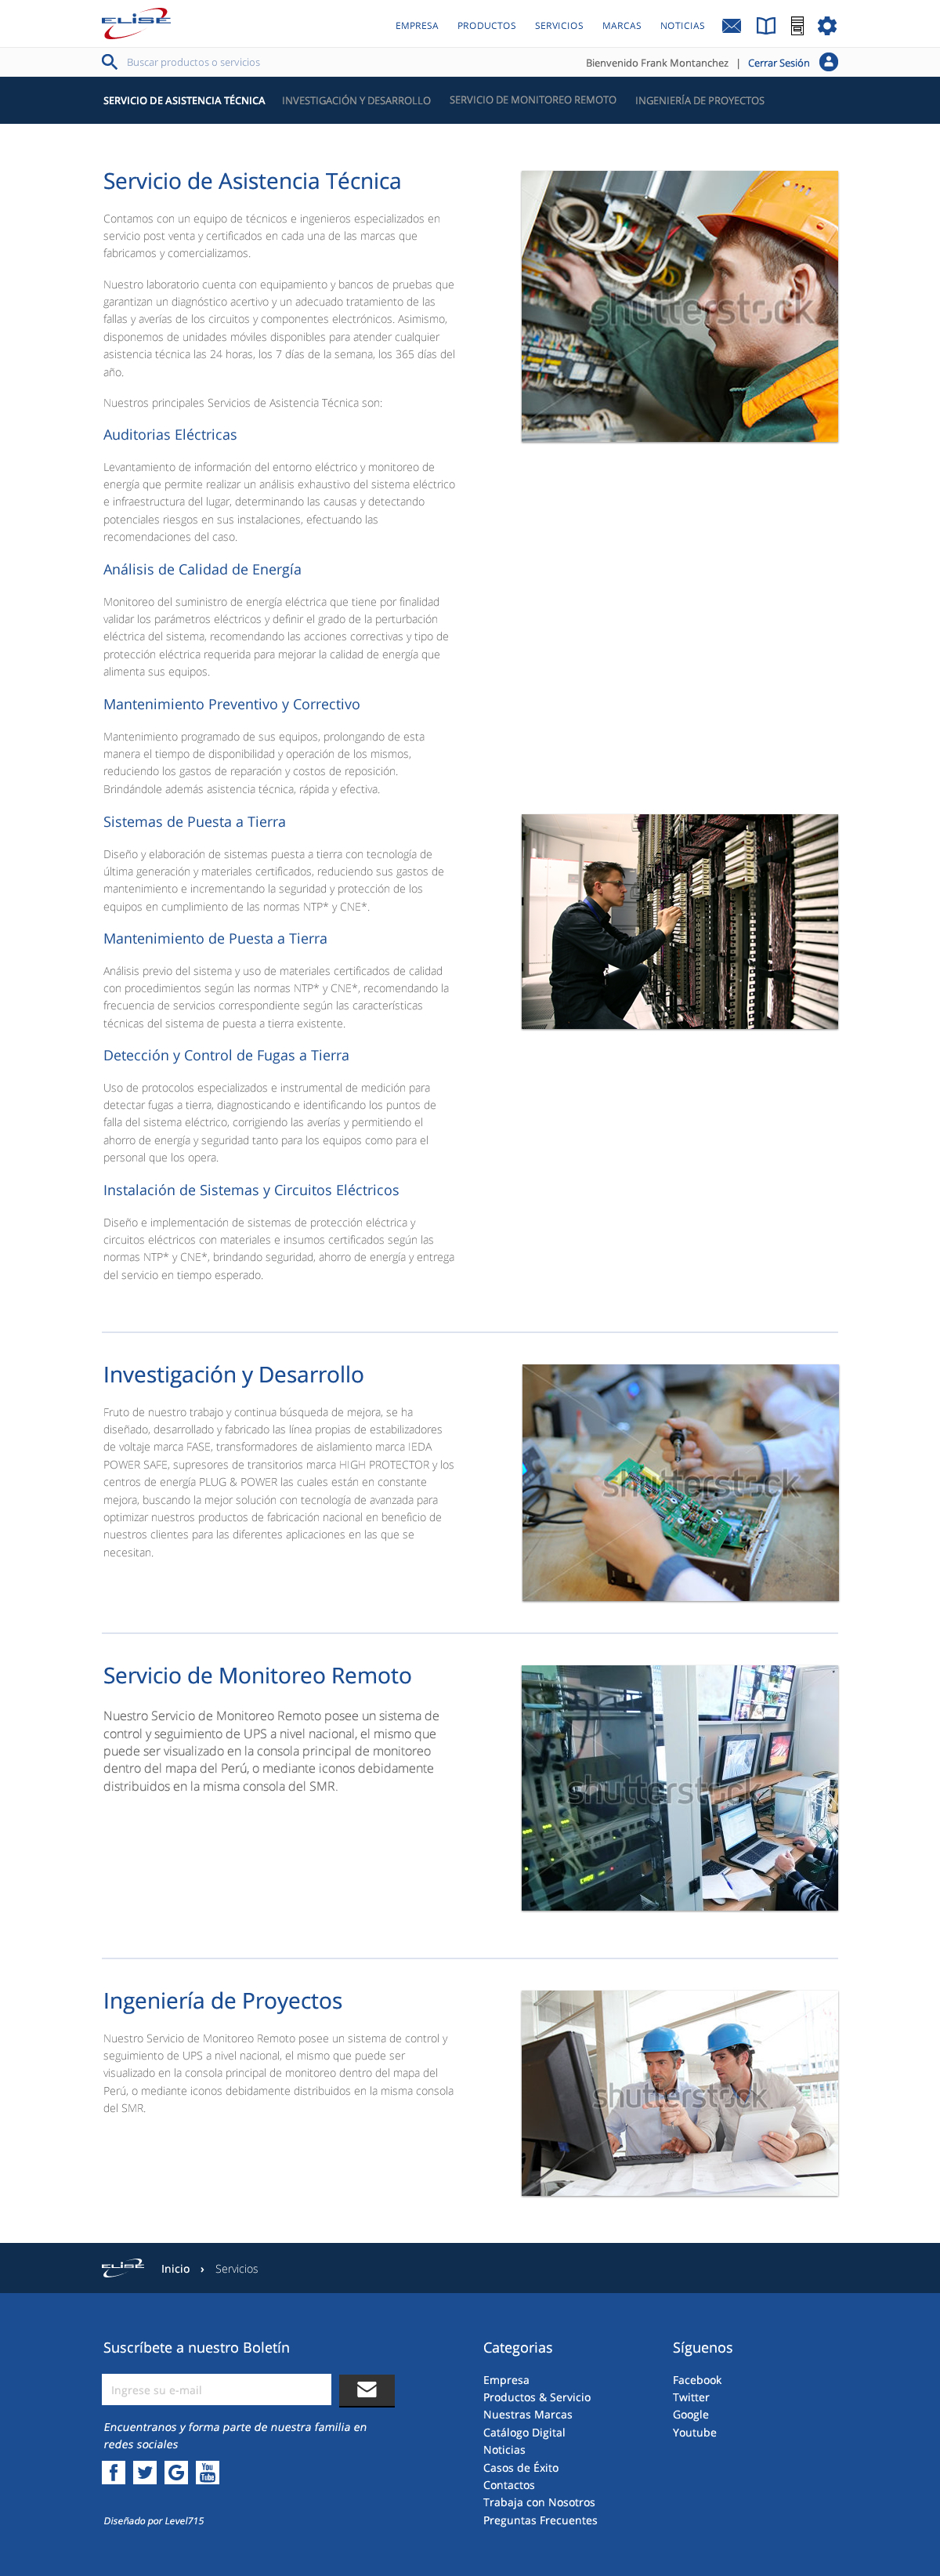 ELISE
EMPRESA PRODUCTOS SERVICIOS MARCAS NOTICIAS
Buscar productos o servicios
Bienvenido Frank Montanchez | Cerrar Sesión
SERVICIO DE ASISTENCIA TÉCNICA INVESTIGACIÓN Y DESARROLLO SERVICIO DE MONITOREO REMOTO INGENIERÍA DE PROYECTOS
Servicio de Asistencia Técnica
Contamos con un equipo de técnicos e ingenieros especializados en
servicio post venta y certificados en cada una de las marcas que
fabricamos y comercializamos.
Nuestro laboratorio cuenta con equipamiento y bancos de pruebas que
garantizan un diagnóstico acertivo y un adecuado tratamiento de las
fallas y averías de los circuitos y componentes electrónicos. Asimismo,
disponemos de unidades móviles disponibles para atender cualquier
asistencia técnica las 24 horas, los 7 días de la semana, los 365 días del
año.
Nuestros principales Servicios de Asistencia Técnica son:
shutterstock
Auditorias Eléctricas
Levantamiento de información del entorno eléctrico y monitoreo de
energía que permite realizar un análisis exhaustivo del sistema eléctrico
e infraestructura del lugar, determinando las causas y detectando
potenciales riesgos en sus instalaciones, efectuando las
recomendaciones del caso.
Análisis de Calidad de Energía
Monitoreo del suministro de energía eléctrica que tiene por finalidad
validar los parámetros eléctricos y definir el grado de la perturbación
eléctrica del sistema, recomendando las acciones correctivas y tipo de
protección eléctrica requerida para mejorar la calidad de energía que
alimenta sus equipos.
Mantenimiento Preventivo y Correctivo
Mantenimiento programado de sus equipos, prolongando de esta
manera el tiempo de disponibilidad y operación de los mismos,
reduciendo los gastos de reparación y costos de reposición.
Brindándole además asistencia técnica, rápida y efectiva.
Sistemas de Puesta a Tierra
Diseño y elaboración de sistemas puesta a tierra con tecnología de
última generación y materiales certificados, reduciendo sus gastos de
mantenimiento e incrementando la seguridad y protección de los
equipos en cumplimiento de las normas NTP* y CNE*.
Mantenimiento de Puesta a Tierra
Análisis previo del sistema y uso de materiales certificados de calidad
con procedimientos según las normas NTP* y CNE*, recomendando la
frecuencia de servicios correspondiente según las características
técnicas del sistema de puesta a tierra existente.
Detección y Control de Fugas a Tierra
Uso de protocolos especializados e instrumental de medición para
detectar fugas a tierra, diagnosticando e identificando los puntos de
falla del sistema eléctrico, corrigiendo las averías y permitiendo el
ahorro de energía y seguridad tanto para los equipos como para el
personal que los opera.
Instalación de Sistemas y Circuitos Eléctricos
Diseño e implementación de sistemas de protección eléctrica y
circuitos eléctricos con materiales e insumos certificados según las
normas NTP* y CNE*, brindando seguridad, ahorro de energía y entrega
del servicio en tiempo esperado.
Investigación y Desarrollo
Fruto de nuestro trabajo y continua búsqueda de mejora, se ha
diseñado, desarrollado y fabricado las línea propias de estabilizadores
de voltaje marca FASE, transformadores de aislamiento marca IEDA
POWER SAFE, supresores de transitorios marca HIGH PROTECTOR y los
centros de energía PLUG & POWER las cuales están en constante
mejora, buscando la mejor solución con tecnología de avanzada para
optimizar nuestros productos de fabricación nacional en beneficio de
nuestros clientes para las diferentes aplicaciones en las que se
necesitan.
shutterstock
Servicio de Monitoreo Remoto
Nuestro Servicio de Monitoreo Remoto posee un sistema de
control y seguimiento de UPS a nivel nacional, el mismo que
puede ser visualizado en la consola principal de monitoreo
dentro del mapa del Perú, o mediante iconos debidamente
distribuidos en la misma consola del SMR.
shutterstock
Ingeniería de Proyectos
Nuestro Servicio de Monitoreo Remoto posee un sistema de control y
seguimiento de UPS a nivel nacional, el mismo que puede ser
visualizado en la consola principal de monitoreo dentro del mapa del
Perú, o mediante iconos debidamente distribuidos en la misma consola
del SMR.
shutterstock
ELISE Inicio › Servicios
Suscríbete a nuestro Boletín
Ingrese su e-mail
Encuentranos y forma parte de nuestra familia en
redes sociales
f G You Tube
Diseñado por Level715
Categorias
Empresa
Productos & Servicio
Nuestras Marcas
Catálogo Digital
Noticias
Casos de Éxito
Contactos
Trabaja con Nosotros
Preguntas Frecuentes
Síguenos
Facebook
Twitter
Google
Youtube